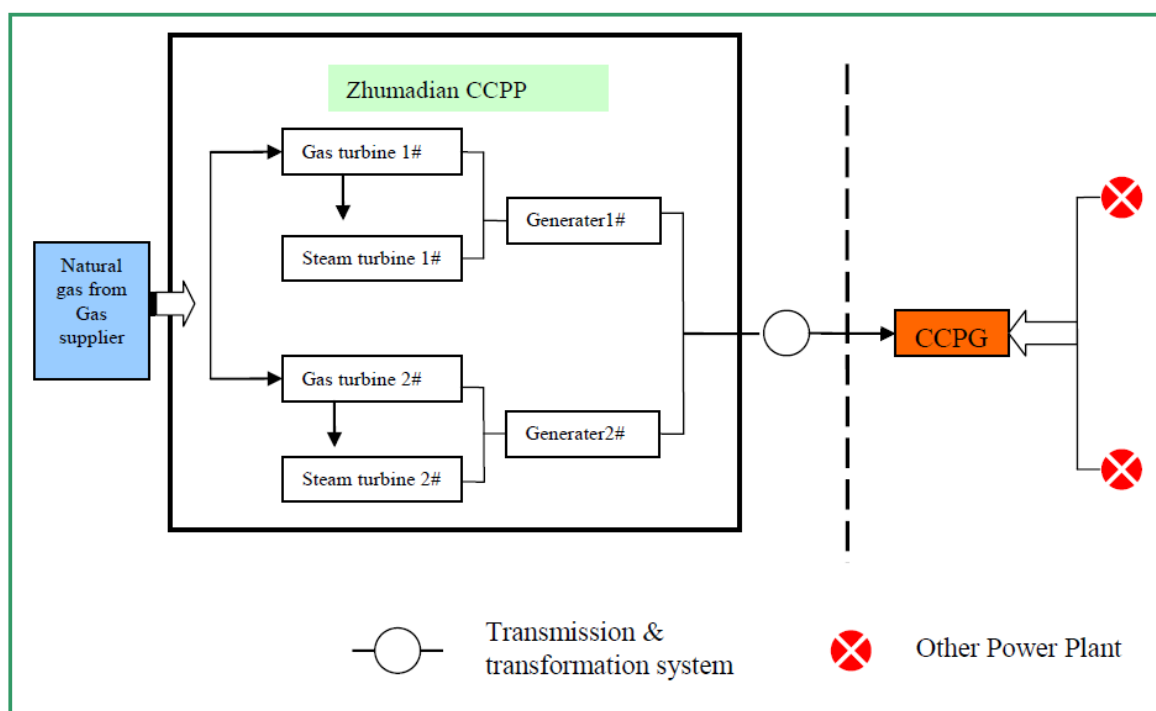 Zhumadian CCPP
Gas turbine 1#
Generater1#
Steam turbine 1#
Natural
gas from
Gas
supplier
CCPG
Gas turbine 2#
Generater2#
Steam turbine 2#
Transmission &
transformation system
Other Power Plant